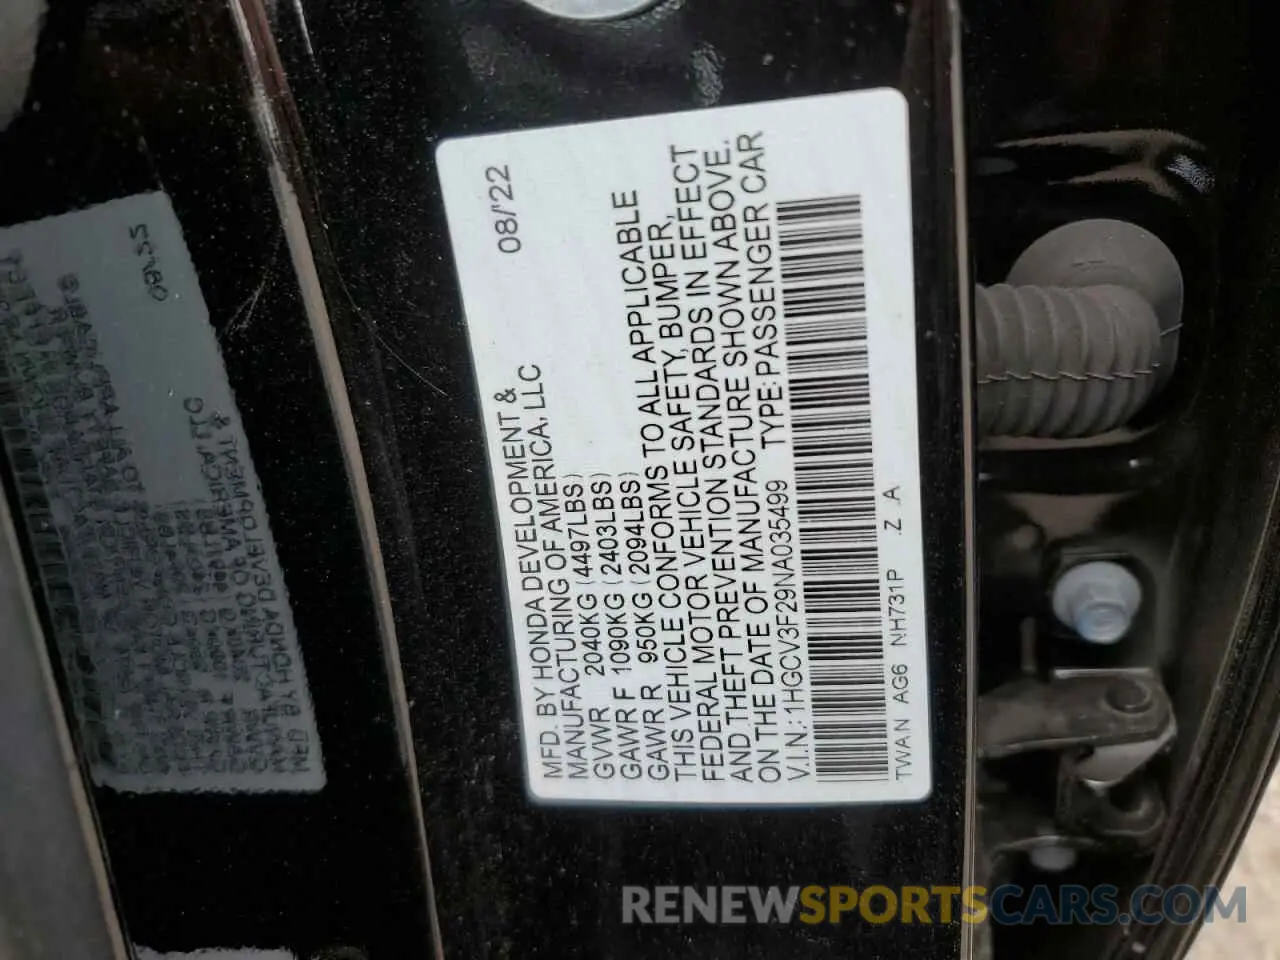 08/'22
MFD. BY HONDA DEVELOPMENT &
MANUFACTURING OF AMERICA, LLC
GVWR 2040KG (4497LBS)
GAWR F 1090KG (2403LBS)
GAWR R 950KG (2094LBS)
THIS VEHICLE CONFORMS TO ALL APPLICABLE
FEDERAL MOTOR VEHICLE SAFETY, BUMPER,
AND THEFT PREVENTION STANDARDS IN EFFECT
ON THE DATE OF MANUFACTURE SHOWN ABOVE.
V.I.N.: 1HGCV3F29NA035499 TYPE: PASSENGER CAR
TWAN AG6 NH731P Z A
RENEWSPORTSCARS.COM